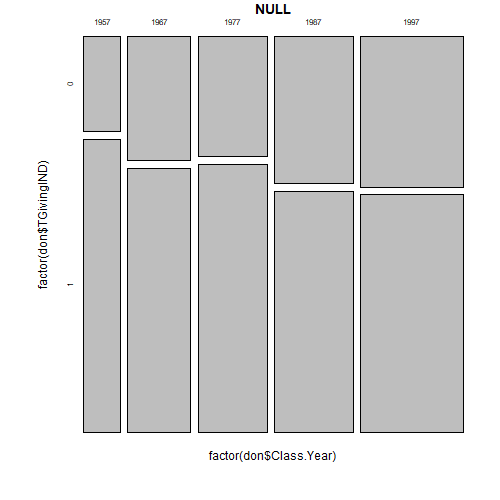 NULL
1957 1967 1977 1987 1997
0
factor(don$TGivingIND)
1
factor(don$Class.Year)